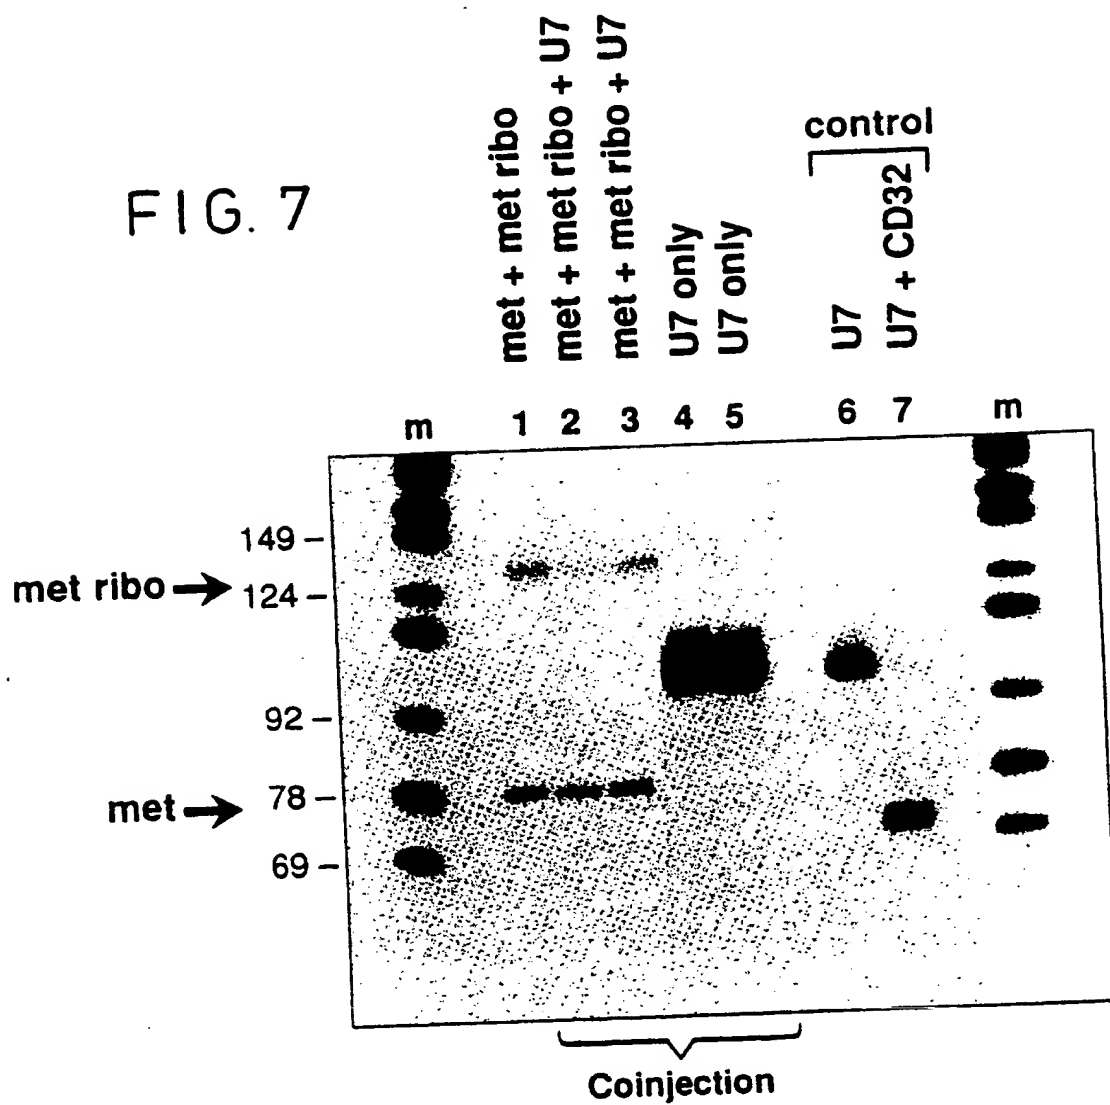 FIG. 7
met + met ribo
met + met ribo + U7
met + met ribo + U7
U7 only
U7 only
control
U7
U7 + CD32
m 1 2 3 4 5 6 7 m
149
met ribo
124
92
78
met
69
Coinjection